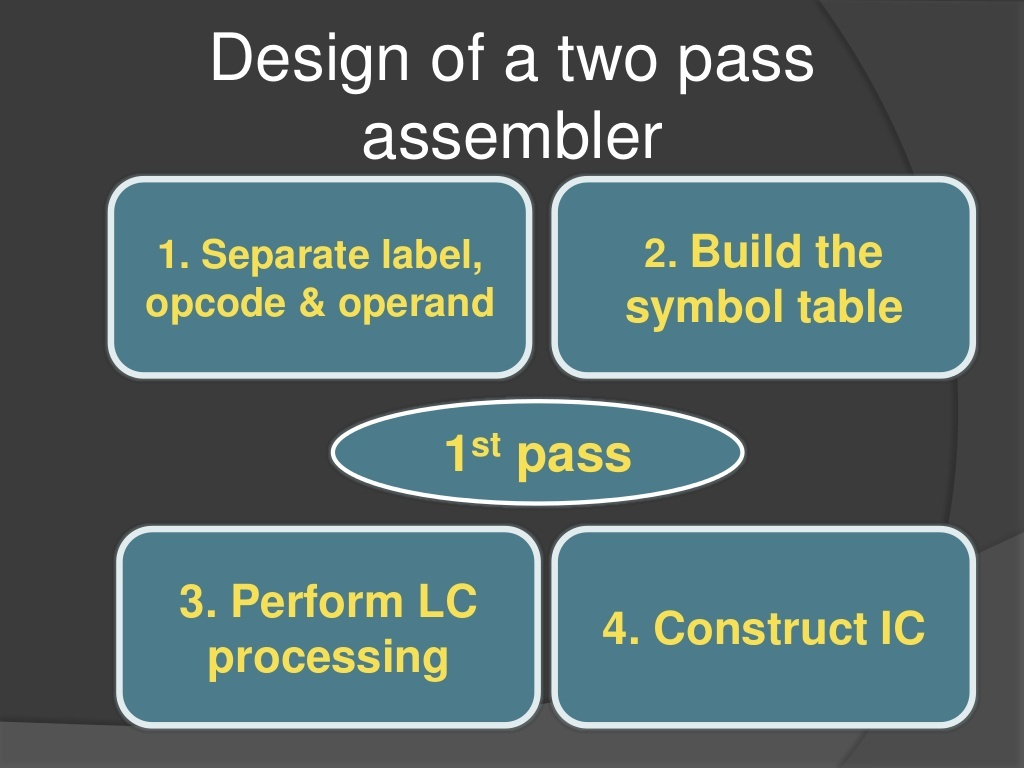 Design of a two pass
assembler
1. Separate label,
opcode & operand
2. Build the
symbol table
1st pass
3. Perform LC
processing
4. Construct IC